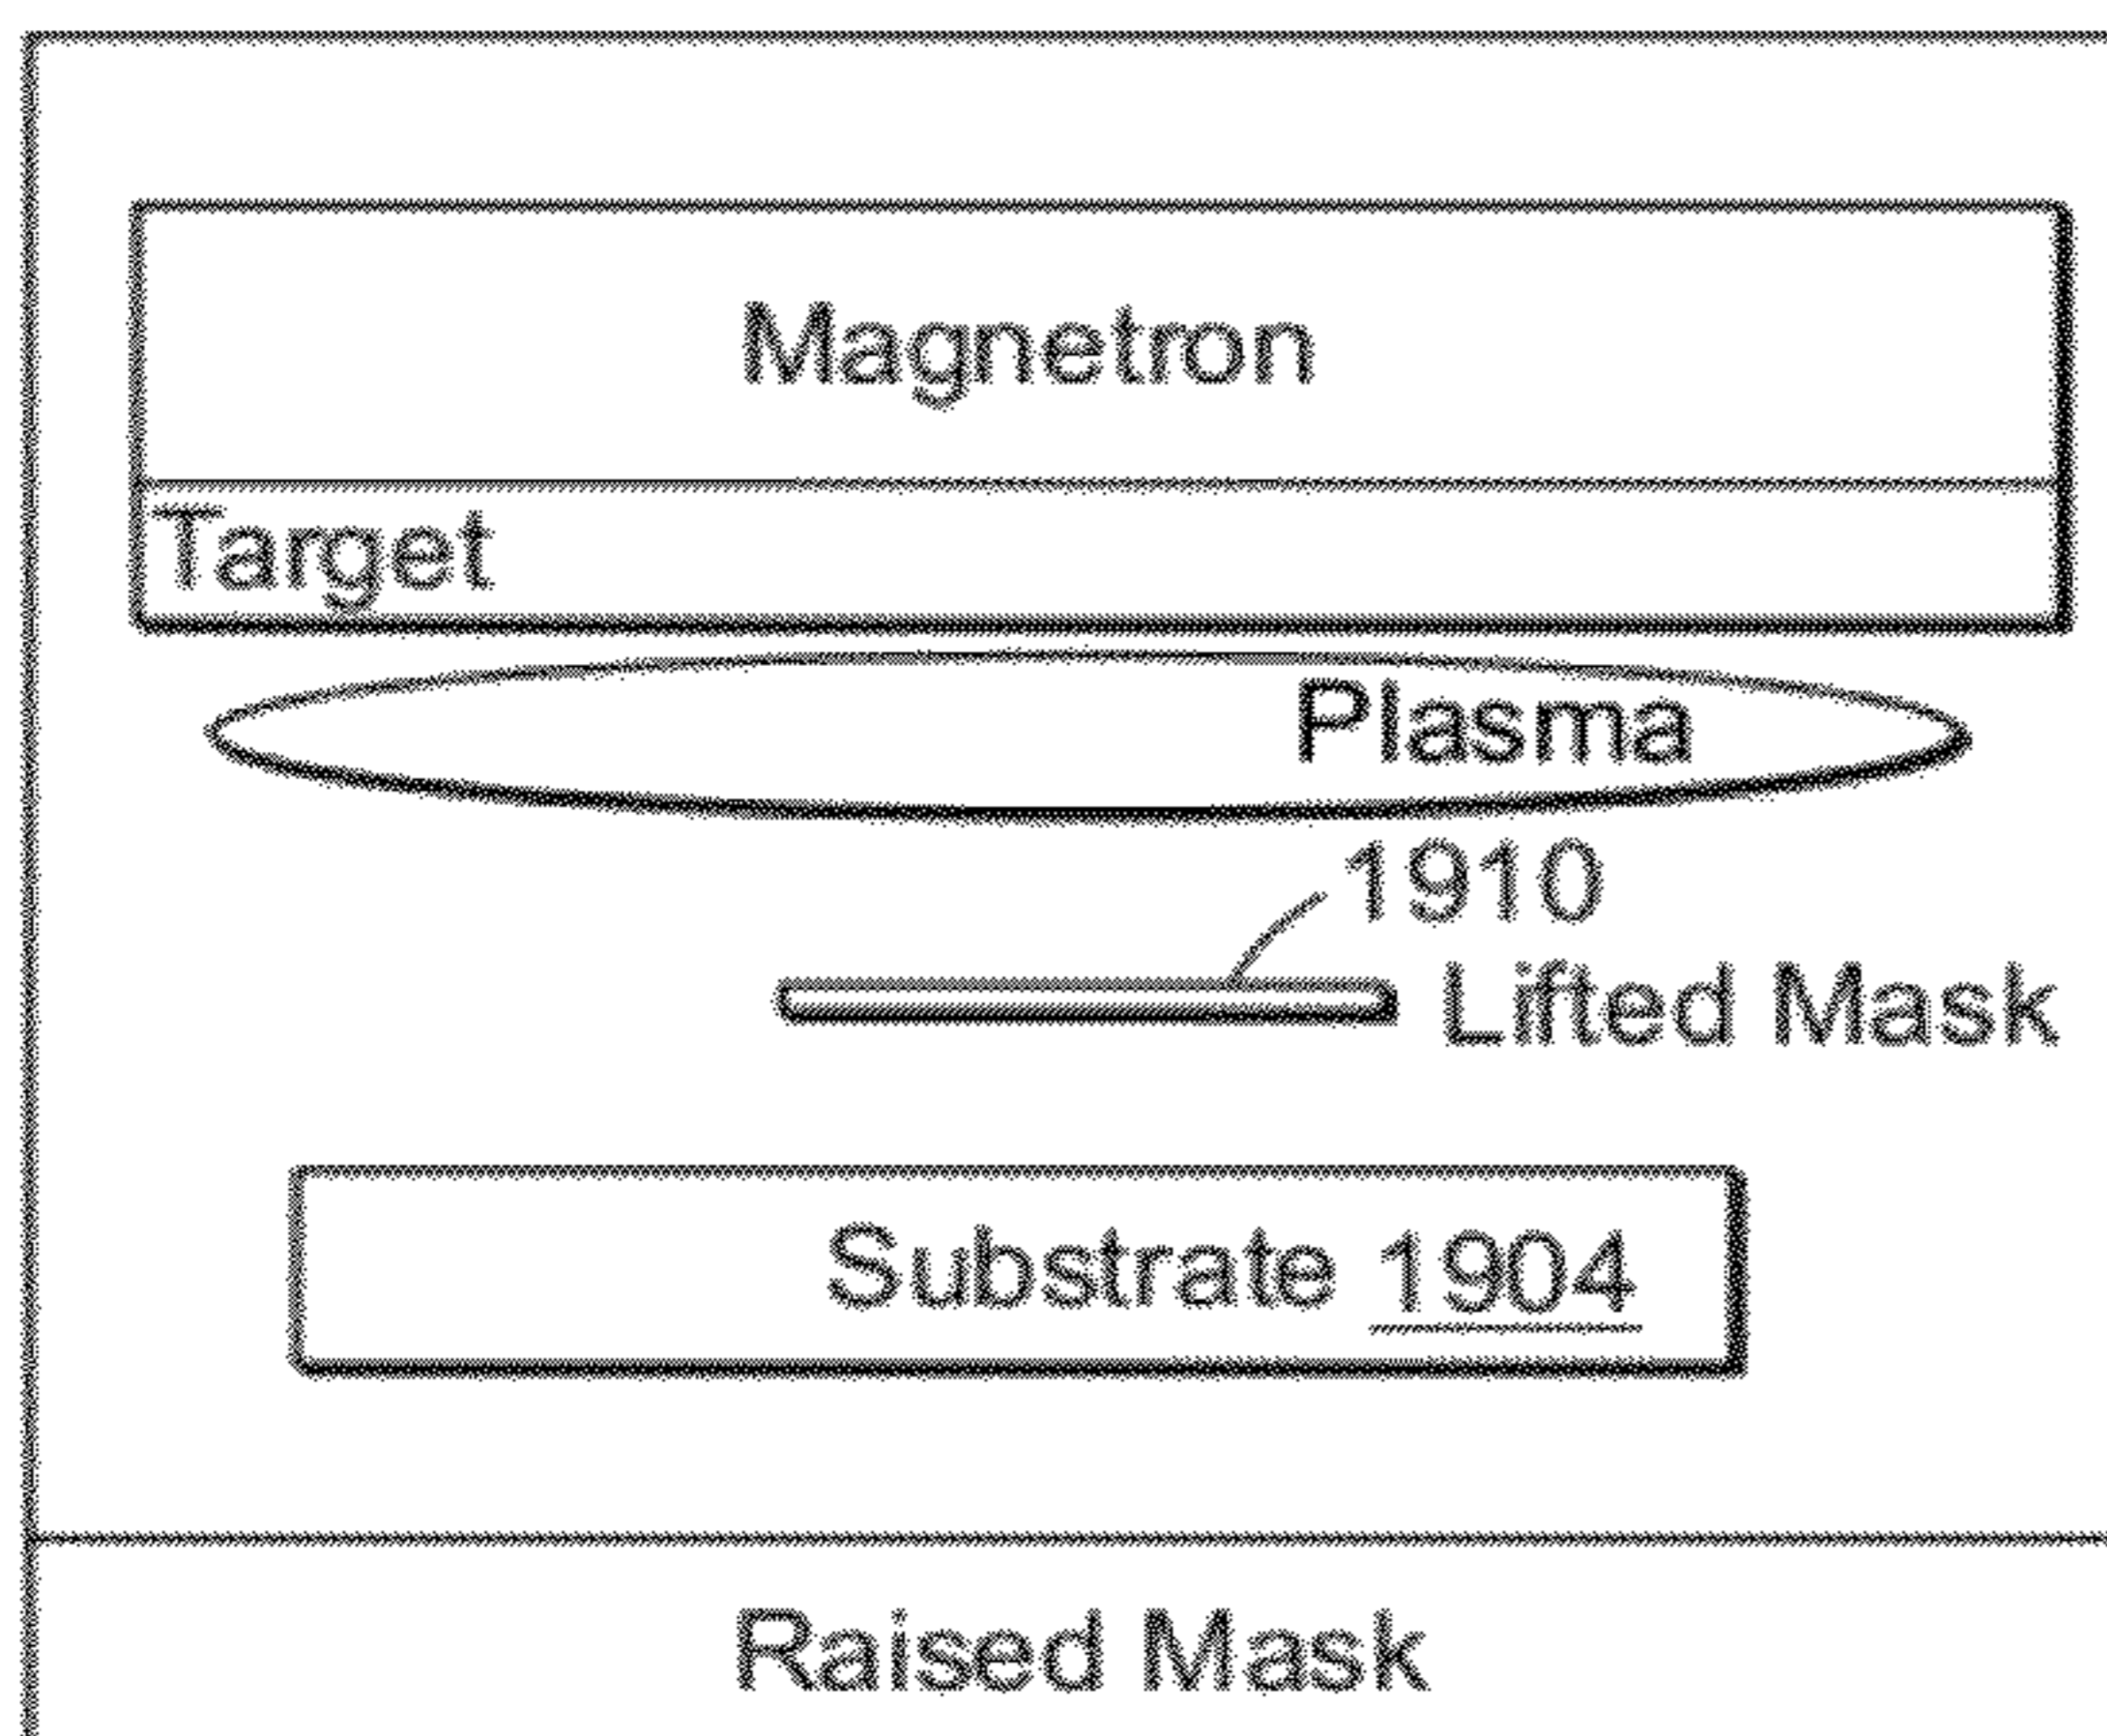 Magnetron
Target
Plasma
1910
Lifted Mask
Substrate 1904
Raised Mask